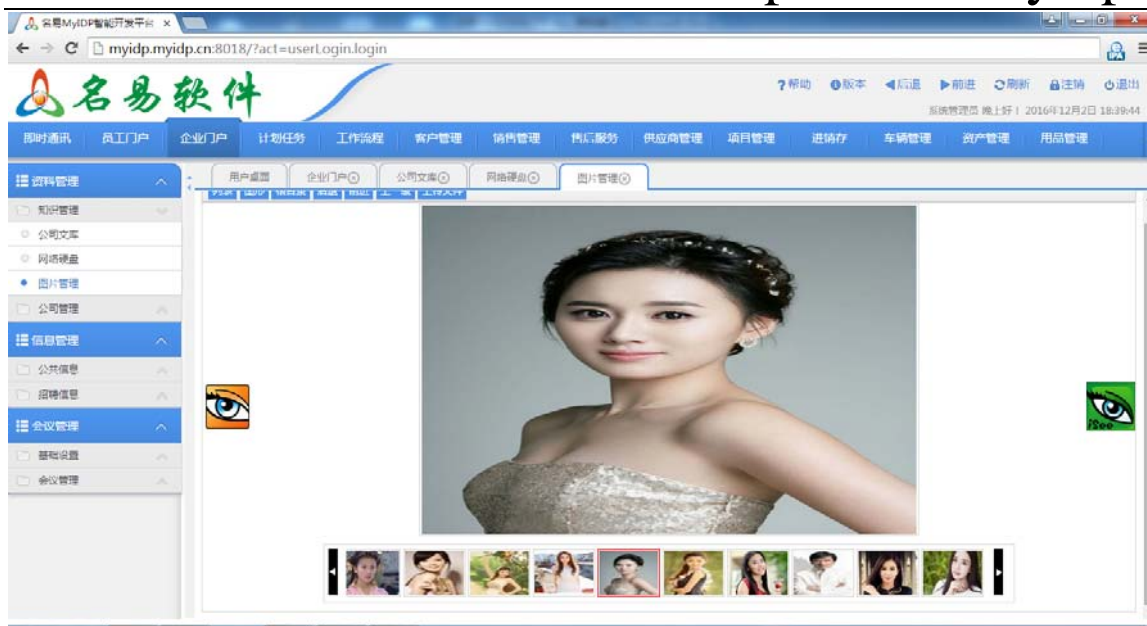 名易MyIDP智能开发平台
myidp.myidp.cn:8018/?act=userLogin.login
名易软件
帮助 版本 后退 前进 刷新 注销 退出
系统管理员 晚上好！ 2016年12月2日 18:39:44
即时通讯 员工门户 企业门户 计划任务 工作流程 客户管理 销售管理 售后服务 供应商管理 项目管理 进销存 车辆管理 资产管理 用品管理
资料管理
用户桌面 企业门户 公司文库 网络硬盘 图片管理
知识管理
公司文库
网络硬盘
图片管理
公司管理
信息管理
公共信息
招聘信息
会议管理
基础设置
会议管理
iSee